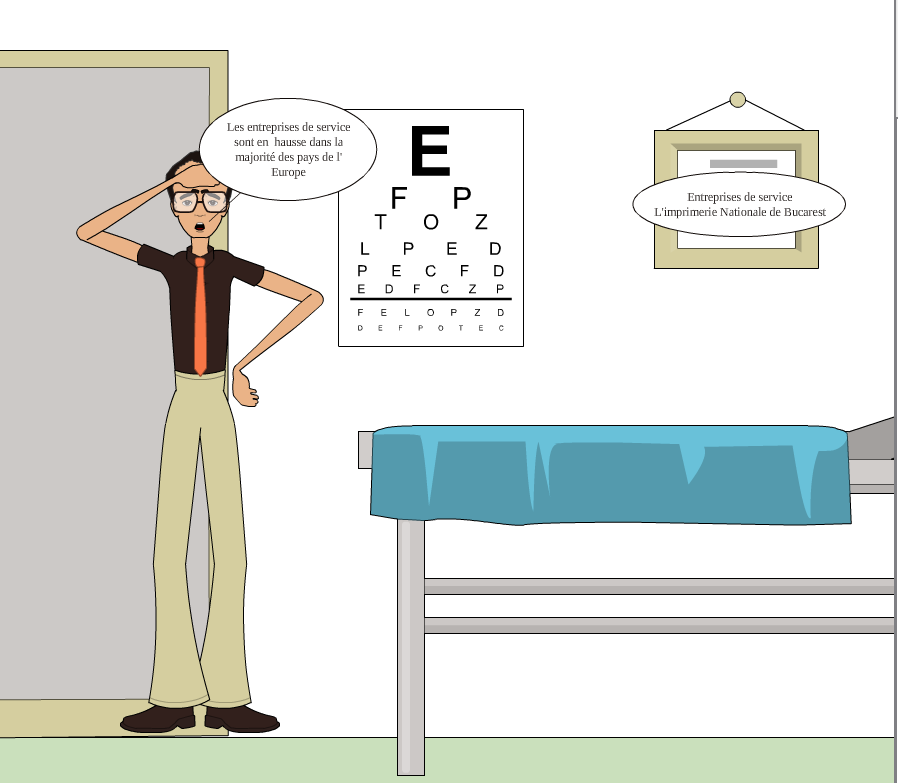 Les entreprises de service
sont en  hausse dans la
majorité des pays de l'
Europe
E
F P
T O Z
L P E D
P E C F D
E D F C Z P
F E L O P Z D
D E F P O T E C
Entreprises de service
L'imprimerie Nationale de Bucarest